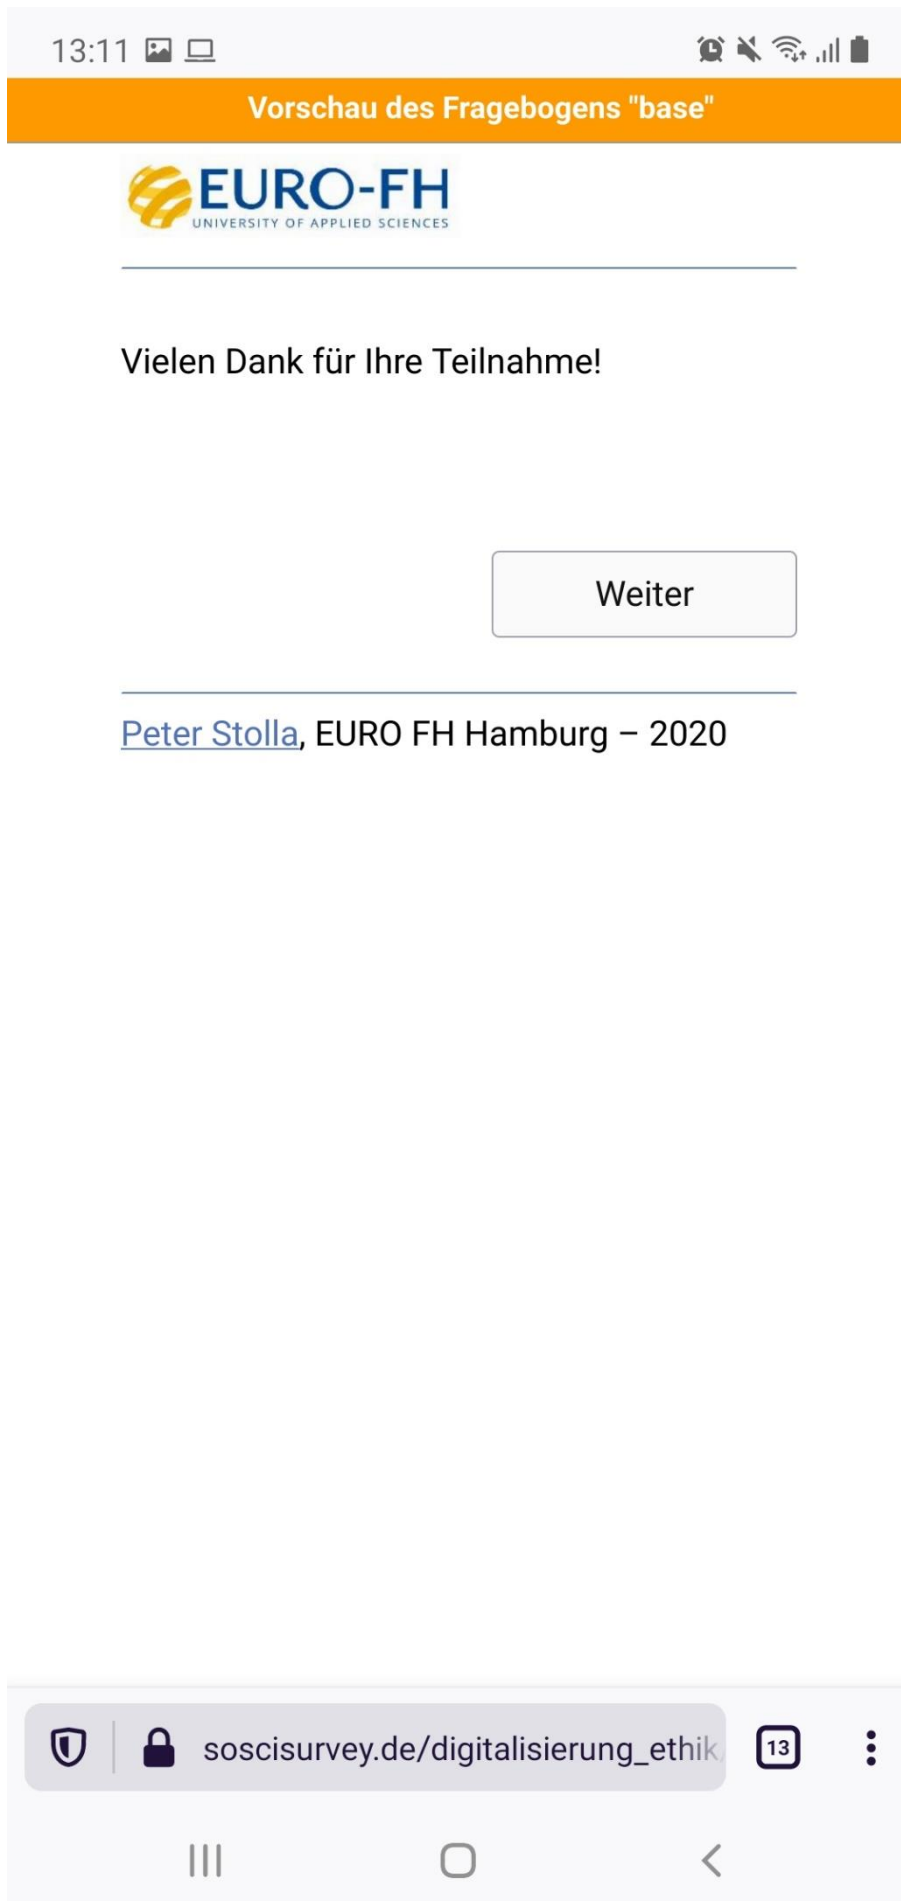 13:11
Vorschau des Fragebogens "base"
EURO-FH
UNIVERSITY OF APPLIED SCIENCES
Vielen Dank für Ihre Teilnahme!
Weiter
Peter Stolla, EURO FH Hamburg – 2020
soscisurvey.de/digitalisierung_ethik
13